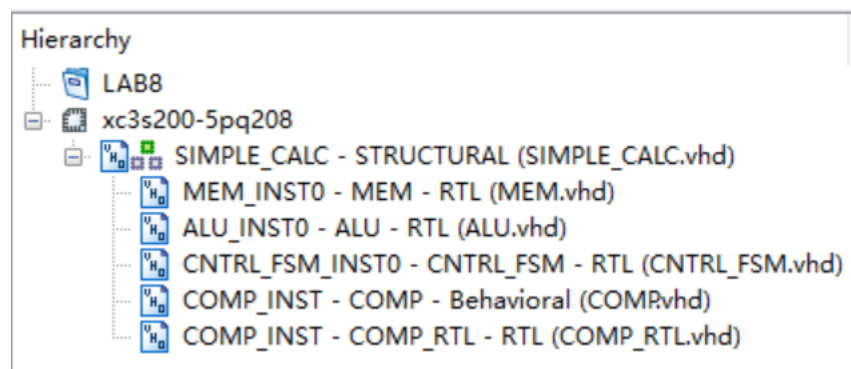 Hierarchy
LAB8
xc3s200-5pq208
SIMPLE_CALC - STRUCTURAL (SIMPLE_CALC.vhd)
MEM_INST0 - MEM - RTL (MEM.vhd)
ALU_INST0 - ALU - RTL (ALU.vhd)
CNTRL_FSM_INST0 - CNTRL_FSM - RTL (CNTRL_FSM.vhd)
COMP_INST - COMP - Behavioral (COMP.vhd)
COMP_INST - COMP_RTL - RTL (COMP_RTL.vhd)